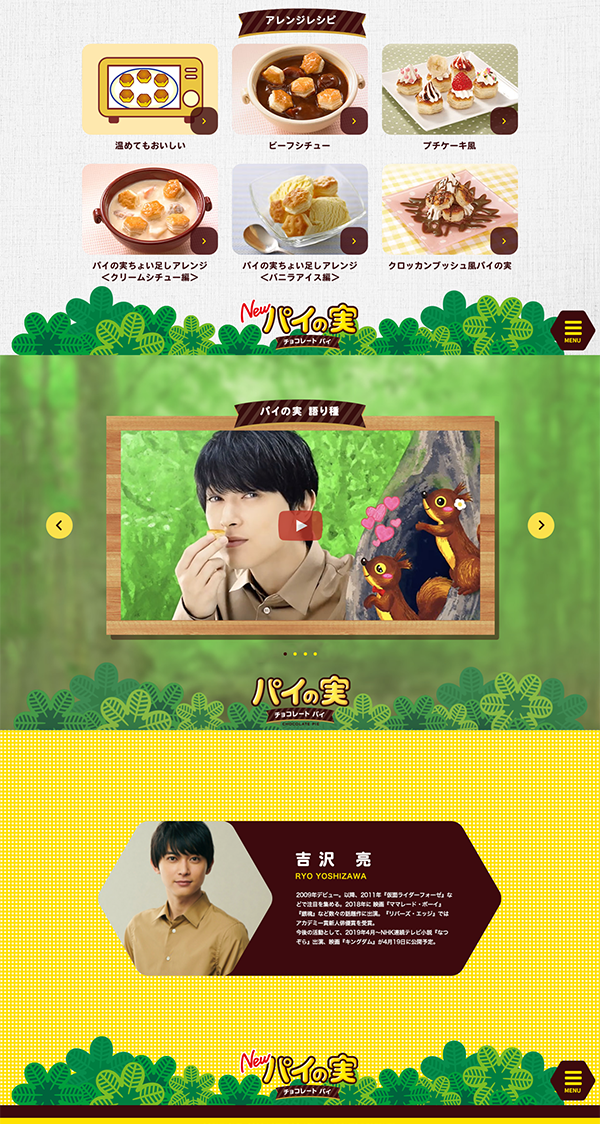 アレンジレシピ
温めてもおいしい
ビーフシチュー
プチケーキ風
パイの実ちょい足しアレンジ
＜クリームシチュー編＞
パイの実ちょい足しアレンジ
＜バニラアイス編＞
クロッカンブッシュ風パイの実
New
パイの実
チョコレート パイ
MENU
パイの実 語り種
パイの実
チョコレート パイ
CHOCOLATE PIE
吉沢 亮
RYO YOSHIZAWA
2009年デビュー。以降、2011年『仮面ライダーフォーゼ』な
どで注目を集める。2018年に 映画『ママレード・ボーイ』
『銀魂』など数々の話題作に出演。『リバーズ・エッジ』では
アカデミー賞新人俳優賞を受賞。
今後の活動として、2019年4月〜NHK連続テレビ小説『なつ
ぞら』出演、映画『キングダム』が4月19日に公開予定。
New
パイの実
チョコレート パイ
MENU